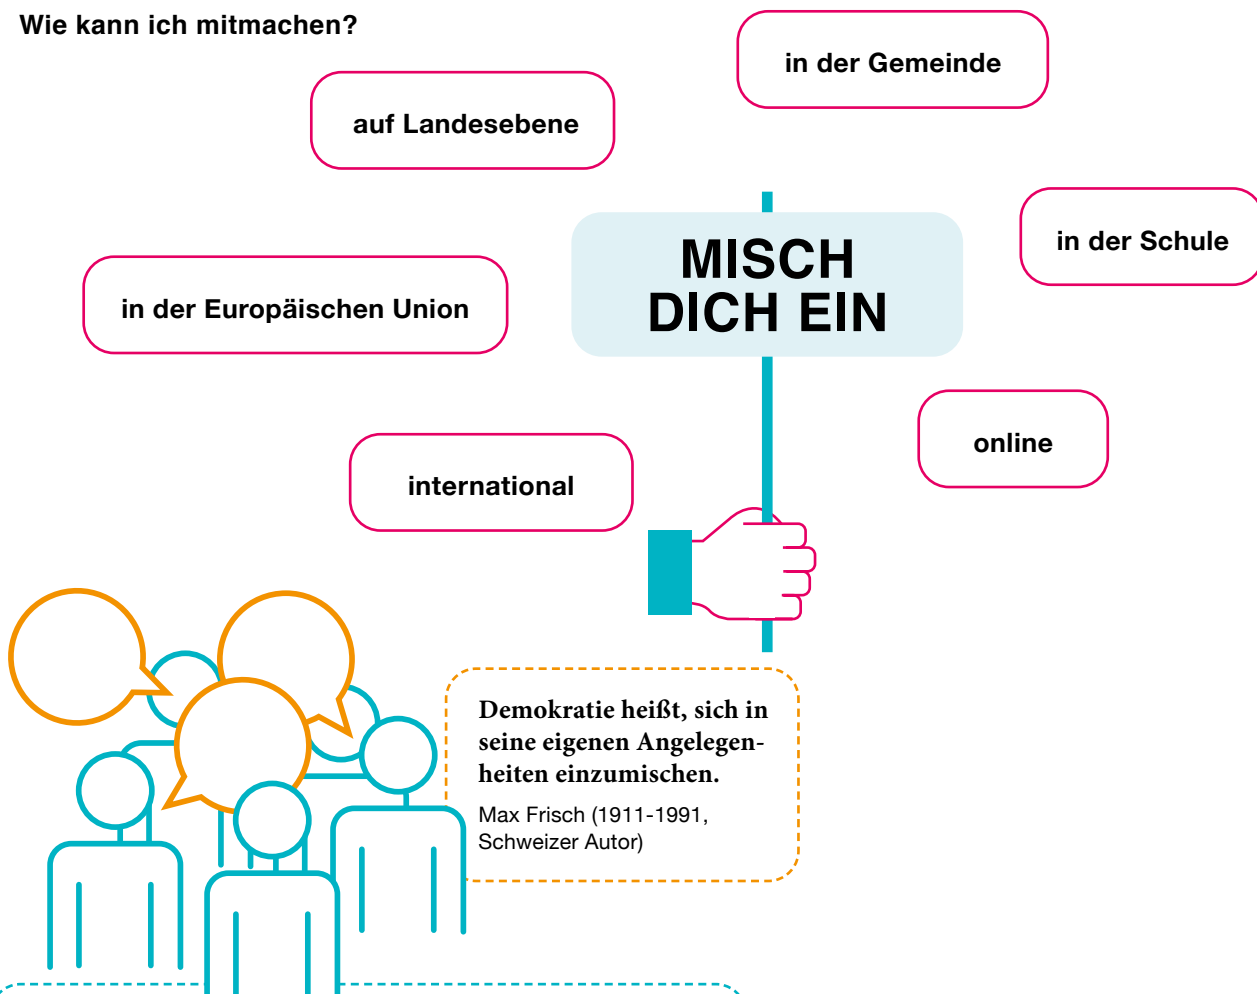 Wie kann ich mitmachen?
in der Gemeinde
auf Landesebene
in der Schule
MISCH
DICH EIN
in der Europäischen Union
online
international
Demokratie heißt, sich in
seine eigenen Angelegen-
heiten einzumischen.
Max Frisch (1911-1991,
Schweizer Autor)